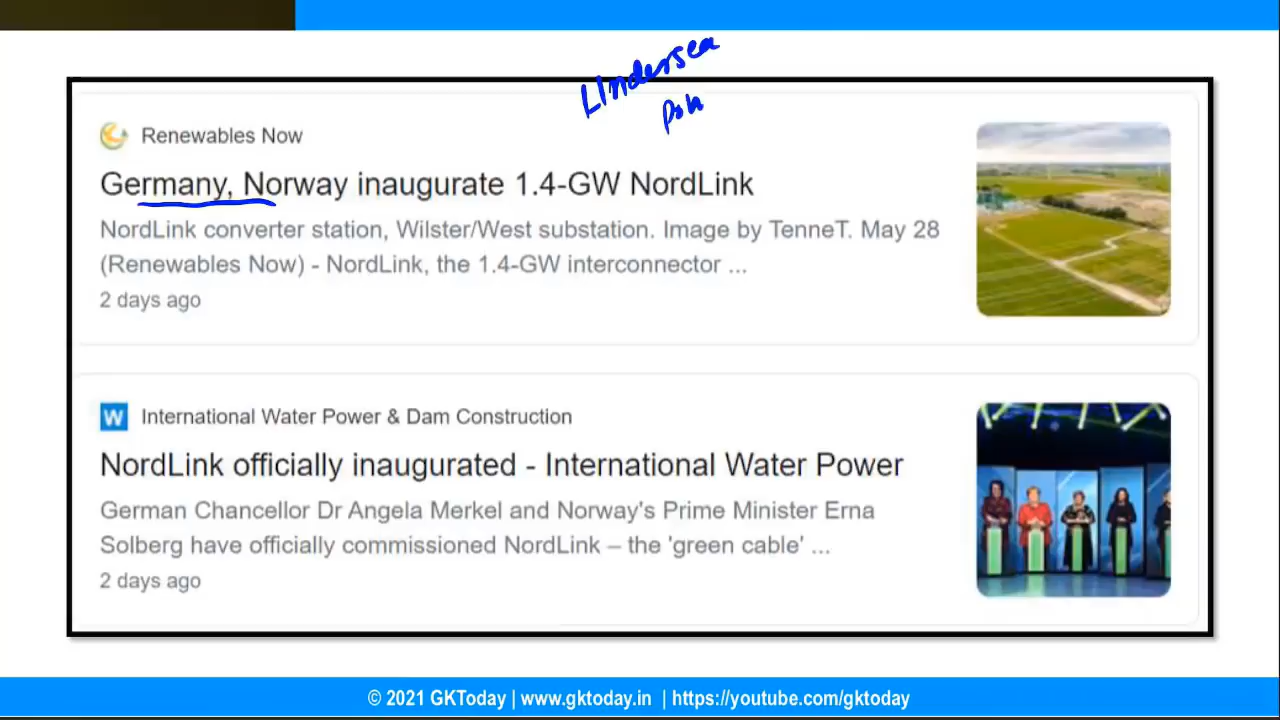 Undersea
Renewables Now
Germany, Norway inaugurate 1.4-GW NordLink
NordLink converter station, Wilster/West substation. Image by TenneT. May 28
(Renewables Now) - NordLink, the 1.4-GW interconnector ...
2 days ago
W International Water Power & Dam Construction
NordLink officially inaugurated - International Water Power
German Chancellor Dr Angela Merkel and Norway's Prime Minister Erna
Solberg have officially commissioned NordLink – the 'green cable' ...
2 days ago
© 2021 GKToday | www.gktoday.in | https://youtube.com/gktoday